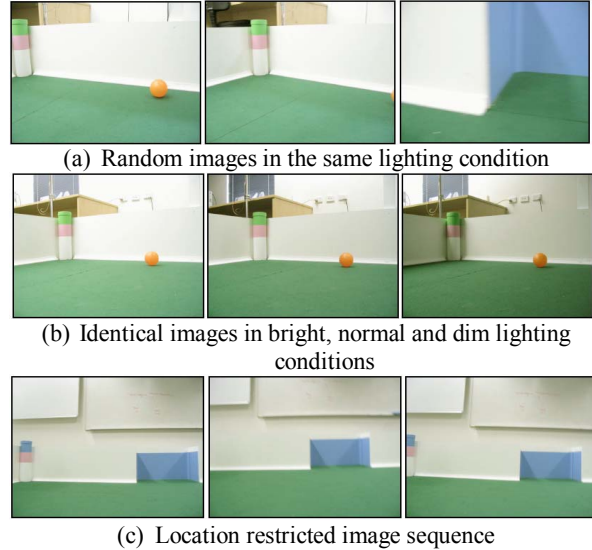 (a) Random images in the same lighting condition
(b) Identical images in bright, normal and dim lighting
conditions
(c) Location restricted image sequence